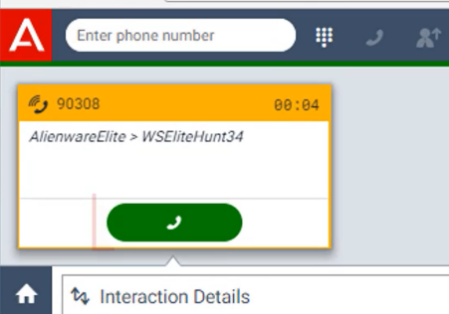 Enter phone number
90308 00:04
AlienwareElite > WSEliteHunt34
Interaction Details